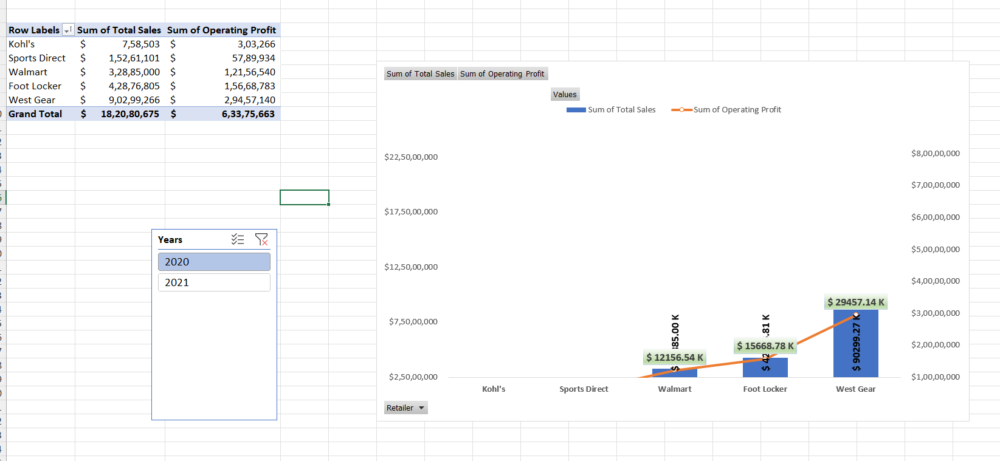 Row Labels Sum of Total Sales Sum of Operating Profit
Kohl's $ 7,58,503 $ 3,03,266
Sports Direct $ 1,52,61,101 $ 57,89,934
Walmart $ 3,28,85,000 $ 1,21,56,540
Foot Locker $ 4,28,76,805 $ 1,56,68,783
West Gear $ 9,02,99,266 $ 2,94,57,140
Grand Total $ 18,20,80,675 $ 6,33,75,663
Years
2020
2021
Sum of Total Sales Sum of Operating Profit
Values
Sum of Total Sales Sum of Operating Profit
$22,50,00,000
$17,50,00,000
$12,50,00,000
$7,50,00,000
$2,50,00,000
$8,00,00,000
$7,00,00,000
$6,00,00,000
$5,00,00,000
$4,00,00,000
$3,00,00,000
$2,00,00,000
$1,00,00,000
$ 12156.54 K
$ 15668.78 K
$ 29457.14 K
$ 90299.27 K
Kohl's Sports Direct Walmart Foot Locker West Gear
Retailer